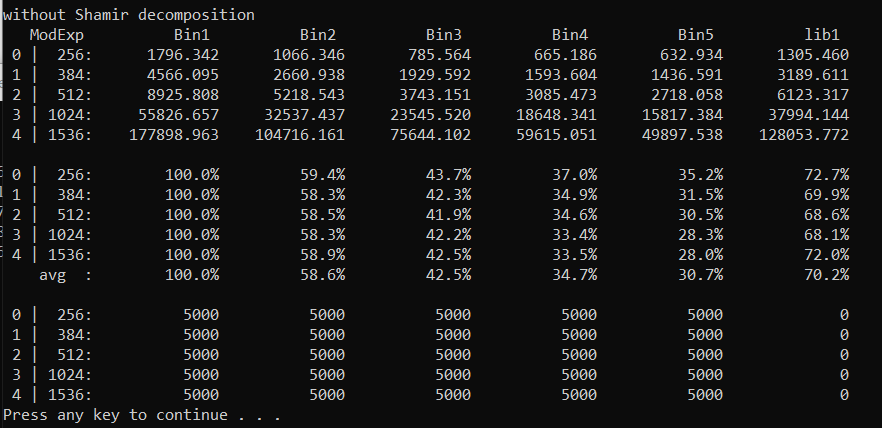 without Shamir decomposition
ModExp Bin1 Bin2 Bin3 Bin4 Bin5 lib1
0 | 256: 1796.342 1066.346 785.564 665.186 632.934 1305.460
1 | 384: 4566.095 2660.938 1929.592 1593.604 1436.591 3189.611
2 | 512: 8925.808 5218.543 3743.151 3085.473 2718.058 6123.317
3 | 1024: 55826.657 32537.437 23545.520 18648.341 15817.384 37994.144
4 | 1536: 177898.963 104716.161 75644.102 59615.051 49897.538 128053.772
0 | 256: 100.0% 59.4% 43.7% 37.0% 35.2% 72.7%
1 | 384: 100.0% 58.3% 42.3% 34.9% 31.5% 69.9%
2 | 512: 100.0% 58.5% 41.9% 34.6% 30.5% 68.6%
3 | 1024: 100.0% 58.3% 42.2% 33.4% 28.3% 68.1%
4 | 1536: 100.0% 58.9% 42.5% 33.5% 28.0% 72.0%
avg : 100.0% 58.6% 42.5% 34.7% 30.7% 70.2%
0 | 256: 5000 5000 5000 5000 5000 0
1 | 384: 5000 5000 5000 5000 5000 0
2 | 512: 5000 5000 5000 5000 5000 0
3 | 1024: 5000 5000 5000 5000 5000 0
4 | 1536: 5000 5000 5000 5000 5000 0
Press any key to continue . . .